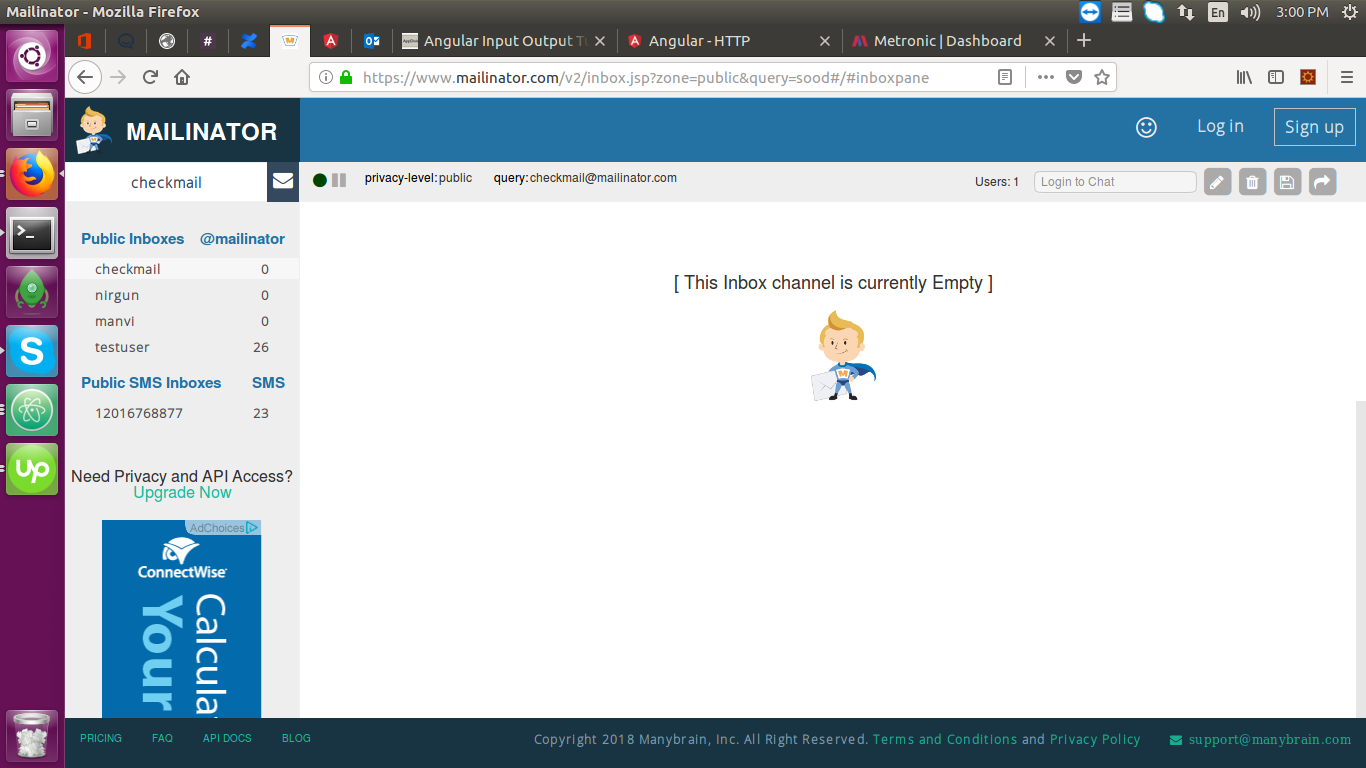 Mailinator - Mozilla Firefox
En
3:00 PM
#
Angular Input Output Tu
Angular - HTTP
Metronic | Dashboard
https://www.mailinator.com/v2/inbox.jsp?zone=public&query=sood#/#inboxpane
MAILINATOR
Log in
Sign up
checkmail
privacy-level: public
query: checkmail@mailinator.com
Users: 1
Login to Chat
Public Inboxes @mailinator
checkmail 0
nirgun 0
manvi 0
testuser 26
Public SMS Inboxes SMS
12016768877 23
[ This Inbox channel is currently Empty ]
M
S
Up
Need Privacy and API Access?
Upgrade Now
AdChoices
ConnectWise
Your
PRICING
FAQ
API DOCS
BLOG
Copyright 2018 Manybrain, Inc. All Right Reserved. Terms and Conditions and Privacy Policy
support@manybrain.com